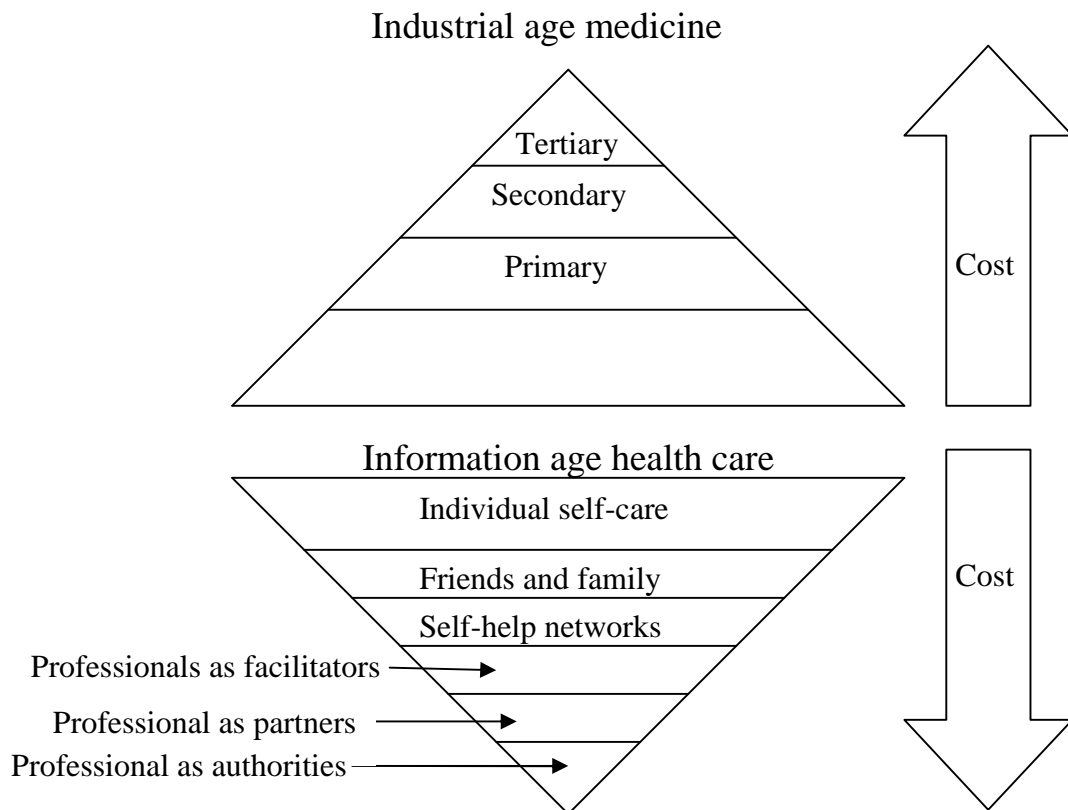 Industrial age medicine
Tertiary
Secondary
Primary
Cost
Information age health care
Individual self-care
Friends and family
Cost
Self-help networks
Professionals as facilitators
Professional as partners
Professional as authorities